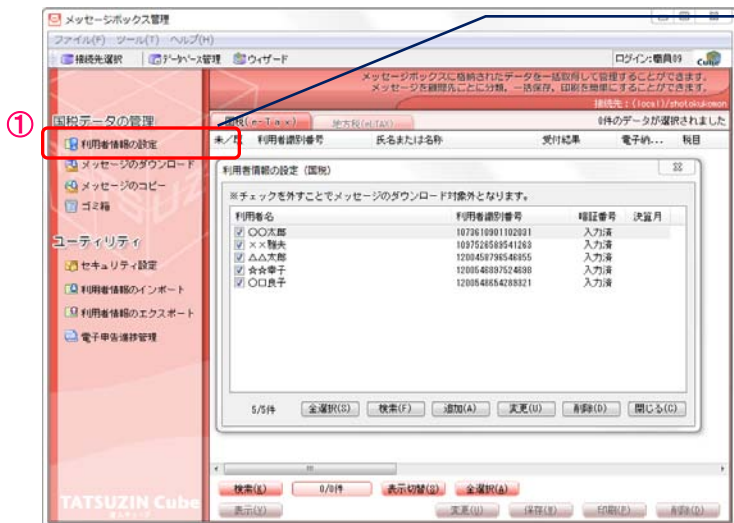 メッセージボックス管理
ファイル(F) ツール(T) ヘルプ(H)
接続先選択 データベース管理 ウィザード ログイン:職員09 Cube
メッセージボックスに格納されたデータを一括取得して管理することができます。
メッセージを顧問先ごとに分類、一括保存、印刷を簡単にすることができます。
接続先:(local)/shotokukomon
国税データの管理 国税(e-Tax) 地方税(eLTAX) 0件のデータが選択されました
①
利用者情報の設定
未/既 利用者識別番号 氏名または名称 受付結果 電子納... 税目
メッセージのダウンロード
メッセージのコピー
ゴミ箱
ユーティリティ
セキュリティ設定
利用者情報のインポート
利用者情報のエクスポート
電子申告進捗管理
利用者情報の設定 (国税)
※チェックを外すことでメッセージのダウンロード対象外となります。
利用者名 利用者識別番号 暗証番号 決算月
〇〇太郎 1073610901102031 入力済
××雅夫 1097526589541263 入力済
△△太郎 1200458796546855 入力済
☆☆幸子 1200546897524698 入力済
〇口良子 1200548654289321 入力済
5/5件 全選択(S) 検索(F) 追加(A) 変更(U) 削除(D) 閉じる(C)
検索(K) 0/0件 表示切替(2) 全選択(A)
表示(V) 変更(U) 保存(W) 印刷(P) 削除(D)
TATSUZIN Cube